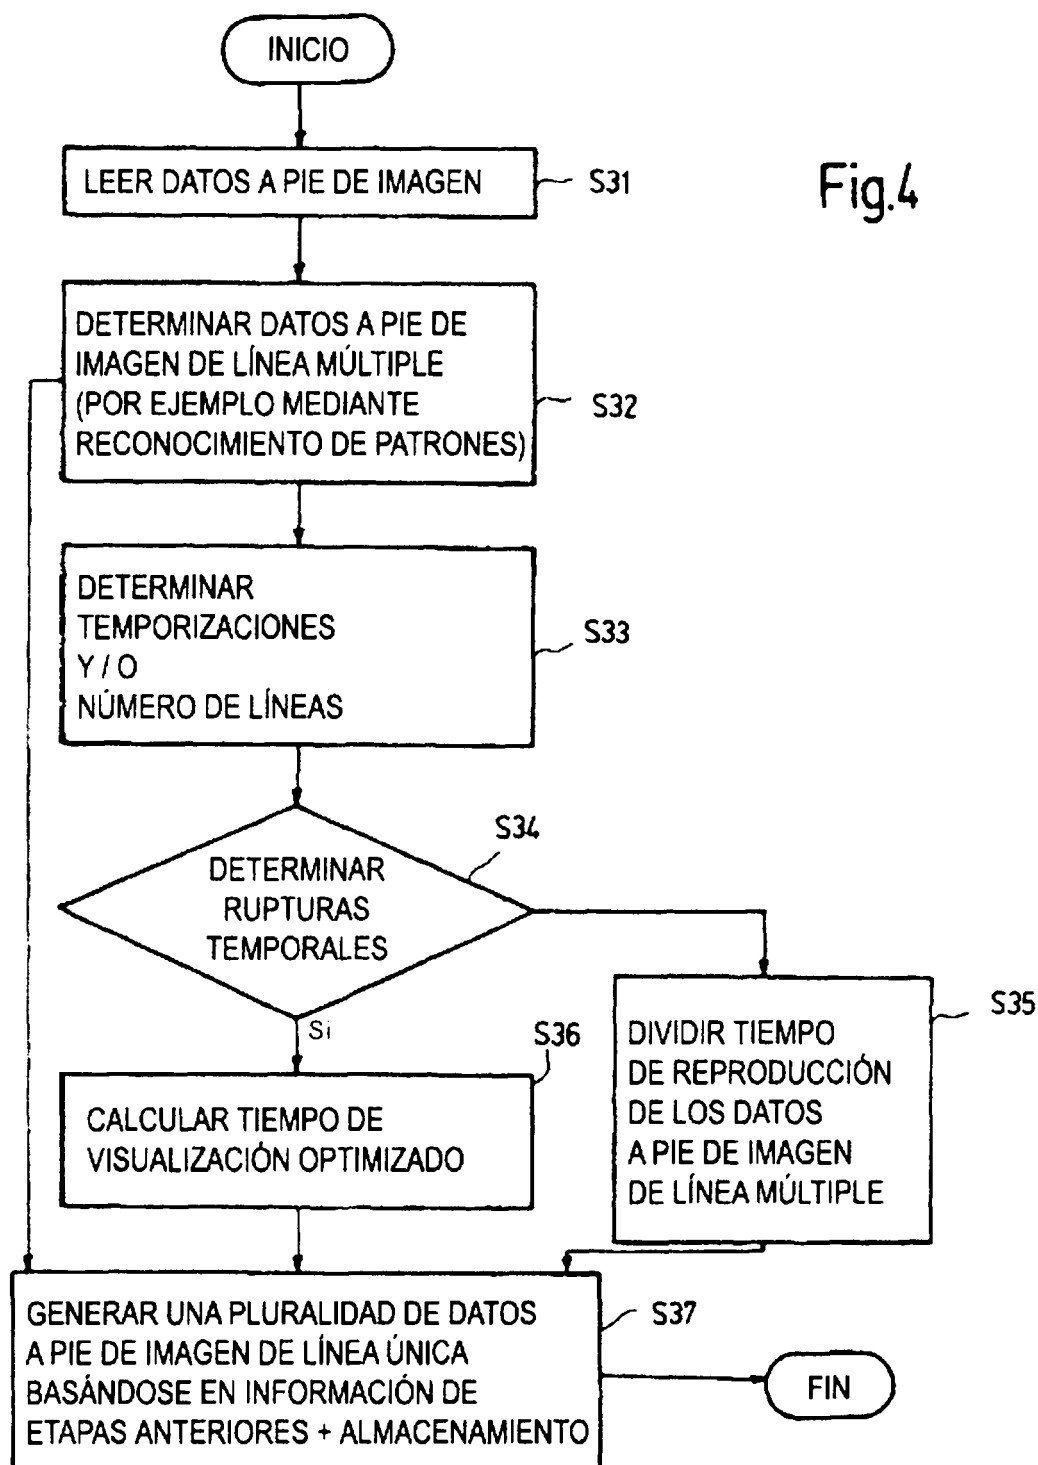 INICIO
LEER DATOS A PIE DE IMAGEN
S31
Fig.4
DETERMINAR DATOS A PIE DE
IMAGEN DE LÍNEA MÚLTIPLE
(POR EJEMPLO MEDIANTE
RECONOCIMIENTO DE PATRONES)
S32
DETERMINAR
TEMPORIZACIONES
Y / O
NÚMERO DE LÍNEAS
S33
DETERMINAR
RUPTURAS
TEMPORALES
S34
Si
CALCULAR TIEMPO DE
VISUALIZACIÓN OPTIMIZADO
S36
DIVIDIR TIEMPO
DE REPRODUCCIÓN
DE LOS DATOS
A PIE DE IMAGEN
DE LÍNEA MÚLTIPLE
S35
GENERAR UNA PLURALIDAD DE DATOS
A PIE DE IMAGEN DE LÍNEA ÚNICA
BASÁNDOSE EN INFORMACIÓN DE
ETAPAS ANTERIORES + ALMACENAMIENTO
S37
FIN